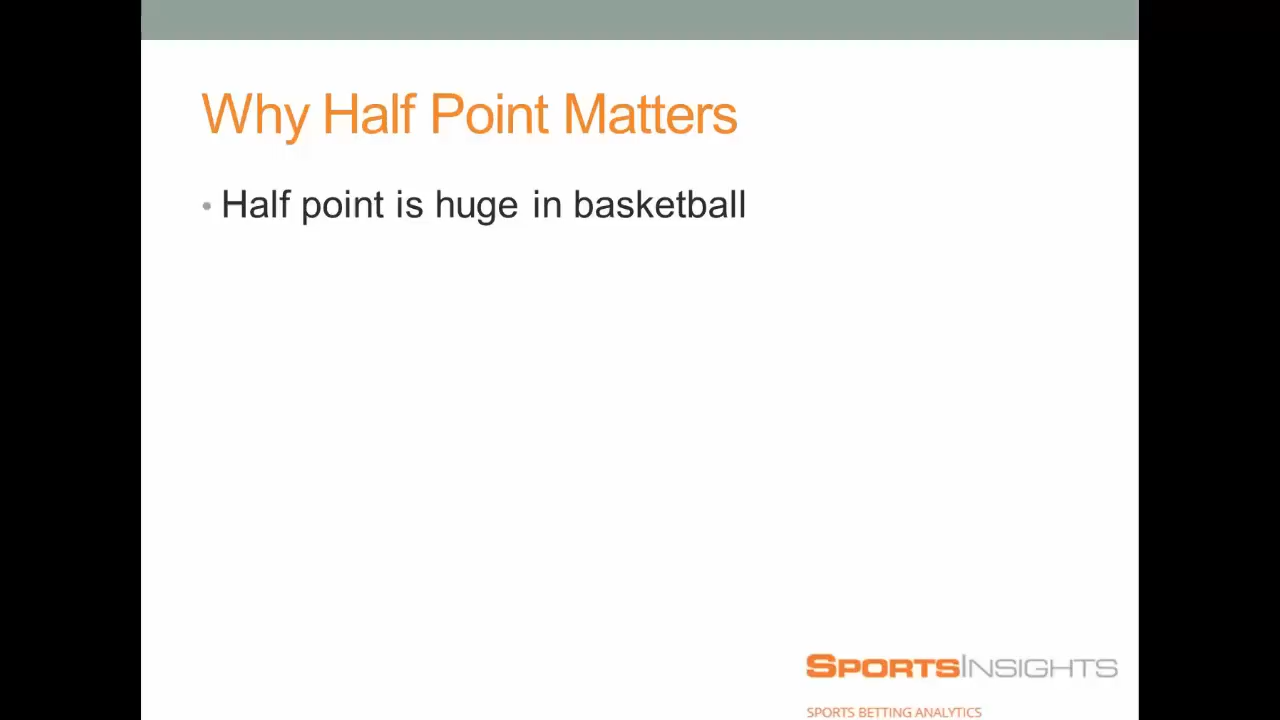 Why Half Point Matters
• Half point is huge in basketball
SPORTSINSIGHTS
SPORTS BETTING ANALYTICS